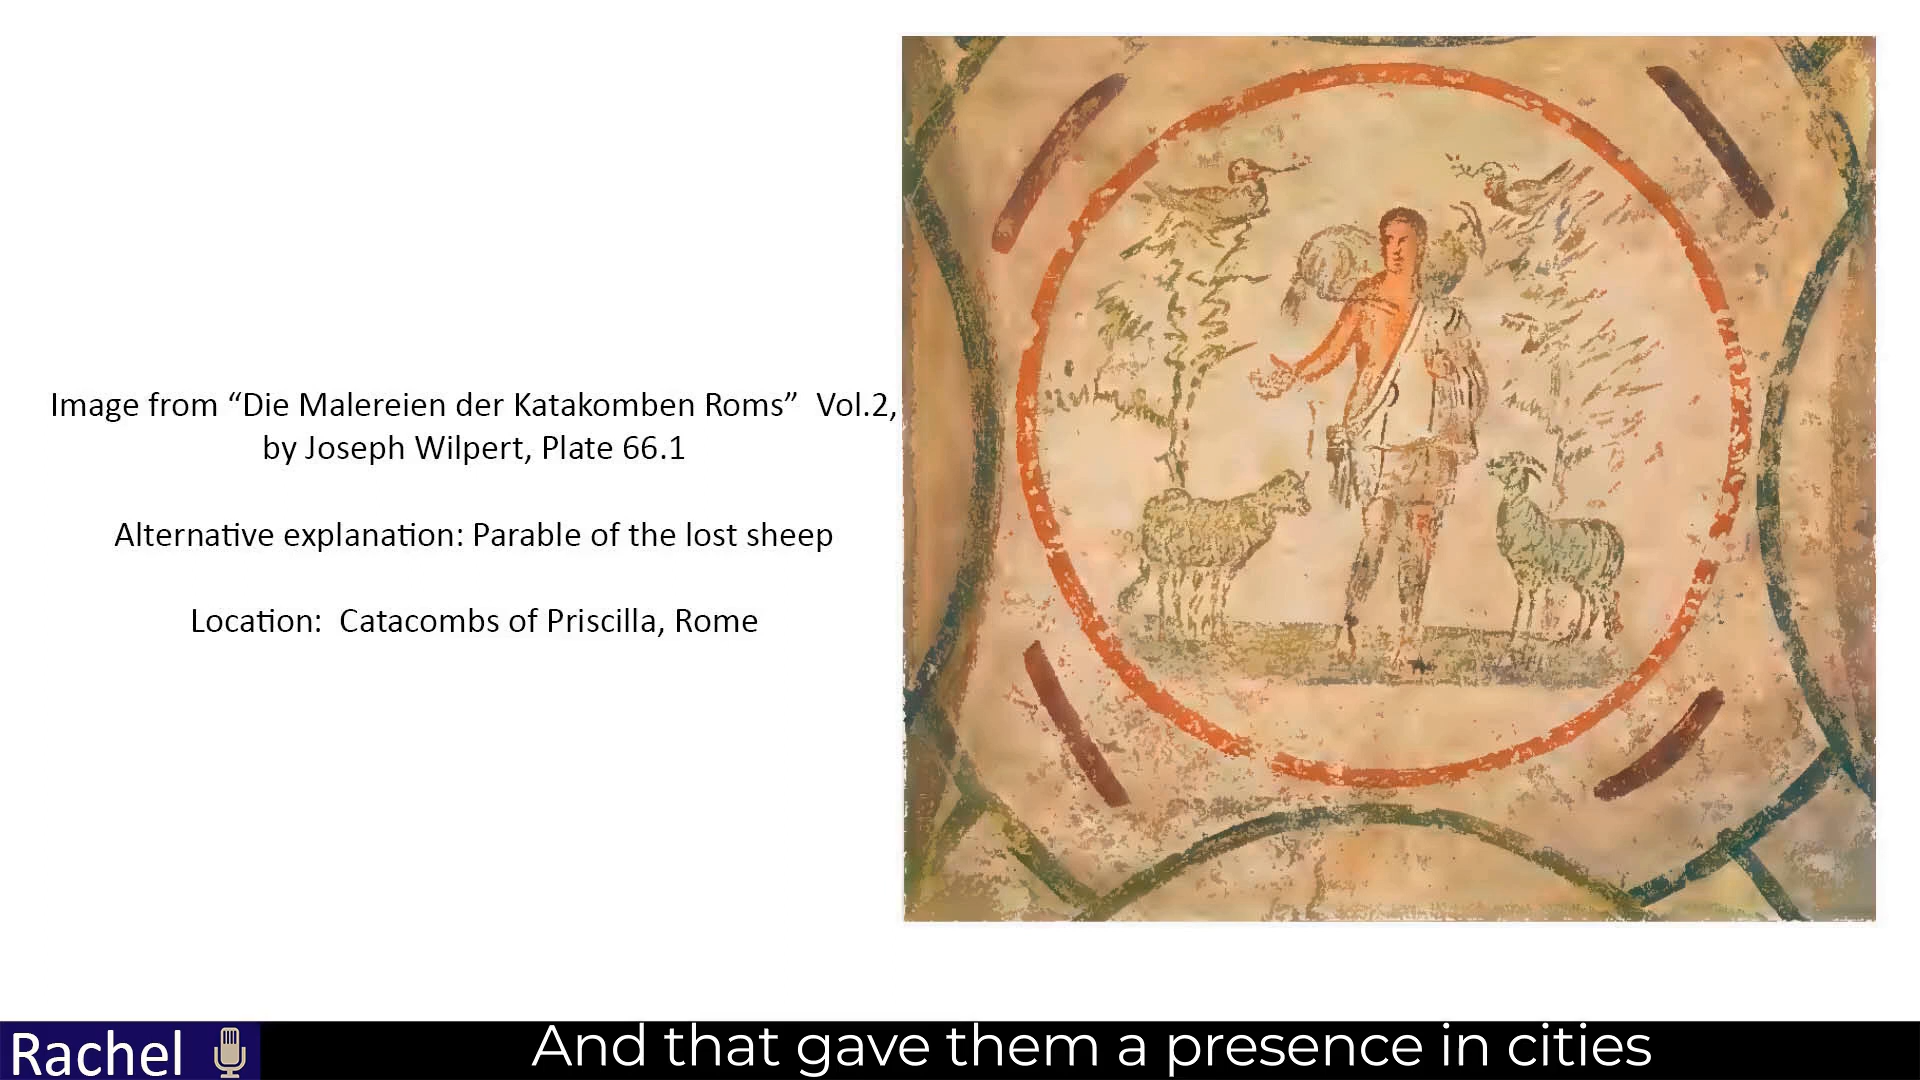 Image from “Die Malereien der Katakomben Roms”  Vol.2,
by Joseph Wilpert, Plate 66.1
Alternative explanation: Parable of the lost sheep
Location:  Catacombs of Priscilla, Rome
Rachel
And that gave them a presence in cities